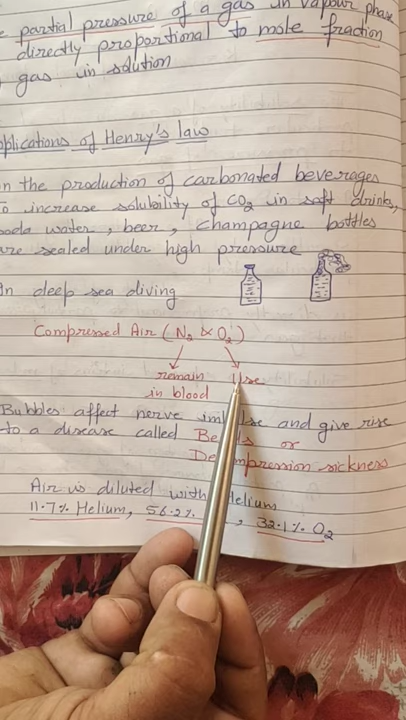 partial pressure of a gas in vapour phase
directly proportional to mole fraction
gas in solution
plications of Henry's law
n the production of carbonated beverages
To increase solubility of CO2 in soft drinks,
soda water, beer, champagne bottles
are sealed under high pressure
In deep sea diving
Compressed Air (N2 & O2)
remain Use
in blood
Bubbles affect nerve and give rise
to a disease called or
sickness
Air is diluted with Helium
11.7% Helium, 56.2% , 32.1% O2